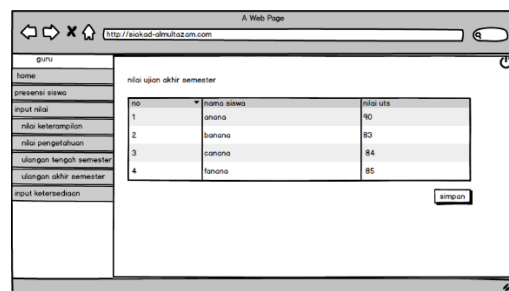 A Web Page
http://siakad-almultazam.com
guru
home
presensi siswa
input nilai
nilai keterampilan
nilai pengetahuan
ulangan tengah semester
ulangan akhir semester
input ketersediaan
nilai ujian akhir semester
no nama siswa nilai uts
1 anana 90
2 banana 83
3 canana 84
4 fanana 85
simpan